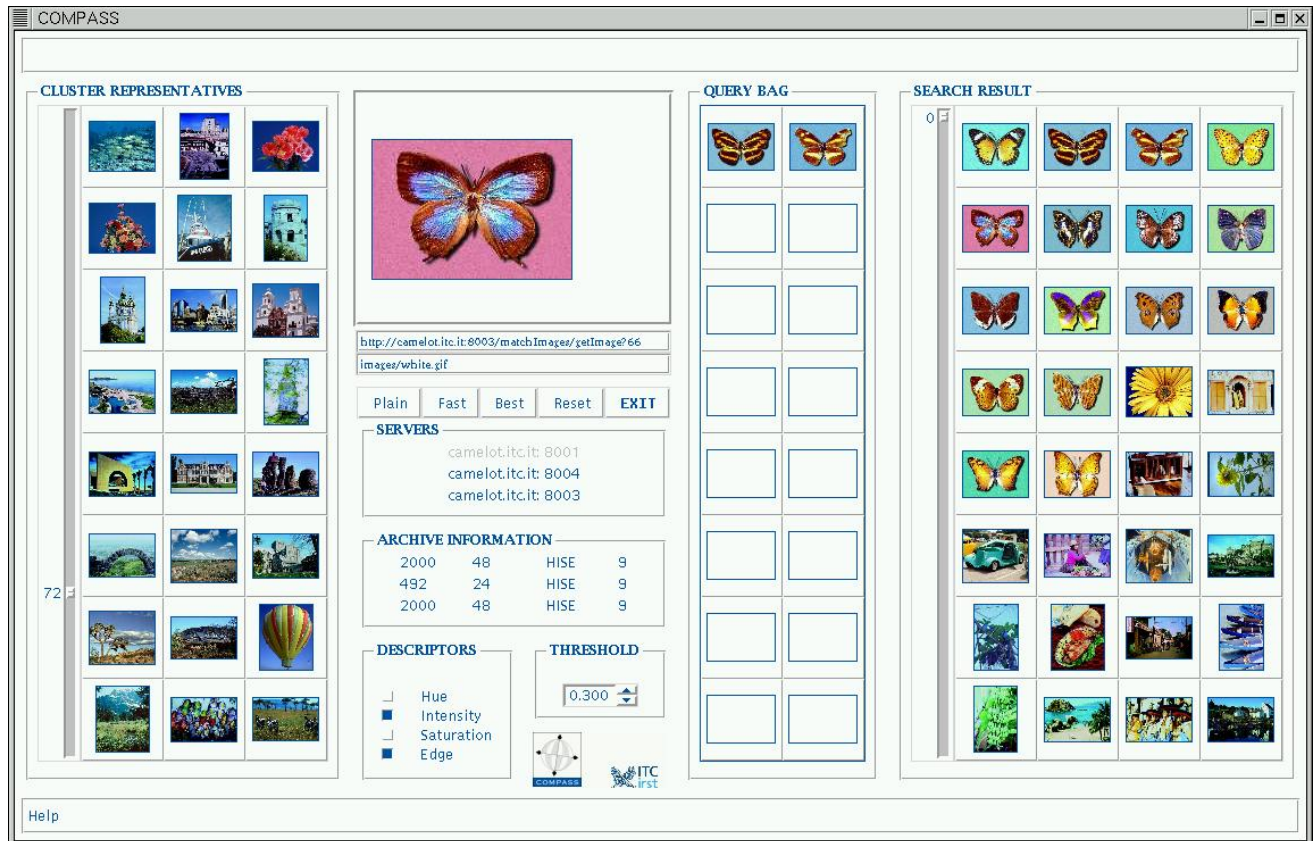 COMPASS
CLUSTER REPRESENTATIVES
72
http://camelot.itc.it:8003/matchImages/getImage?66
images/white.gif
Plain Fast Best Reset EXIT
SERVERS
camelot.itc.it: 8001
camelot.itc.it: 8004
camelot.itc.it: 8003
ARCHIVE INFORMATION
2000 48 HISE 9
492 24 HISE 9
2000 48 HISE 9
DESCRIPTORS
Hue
Intensity
Saturation
Edge
THRESHOLD
0.300
COMPASS
ITC
irst
QUERY BAG
SEARCH RESULT
0
Help